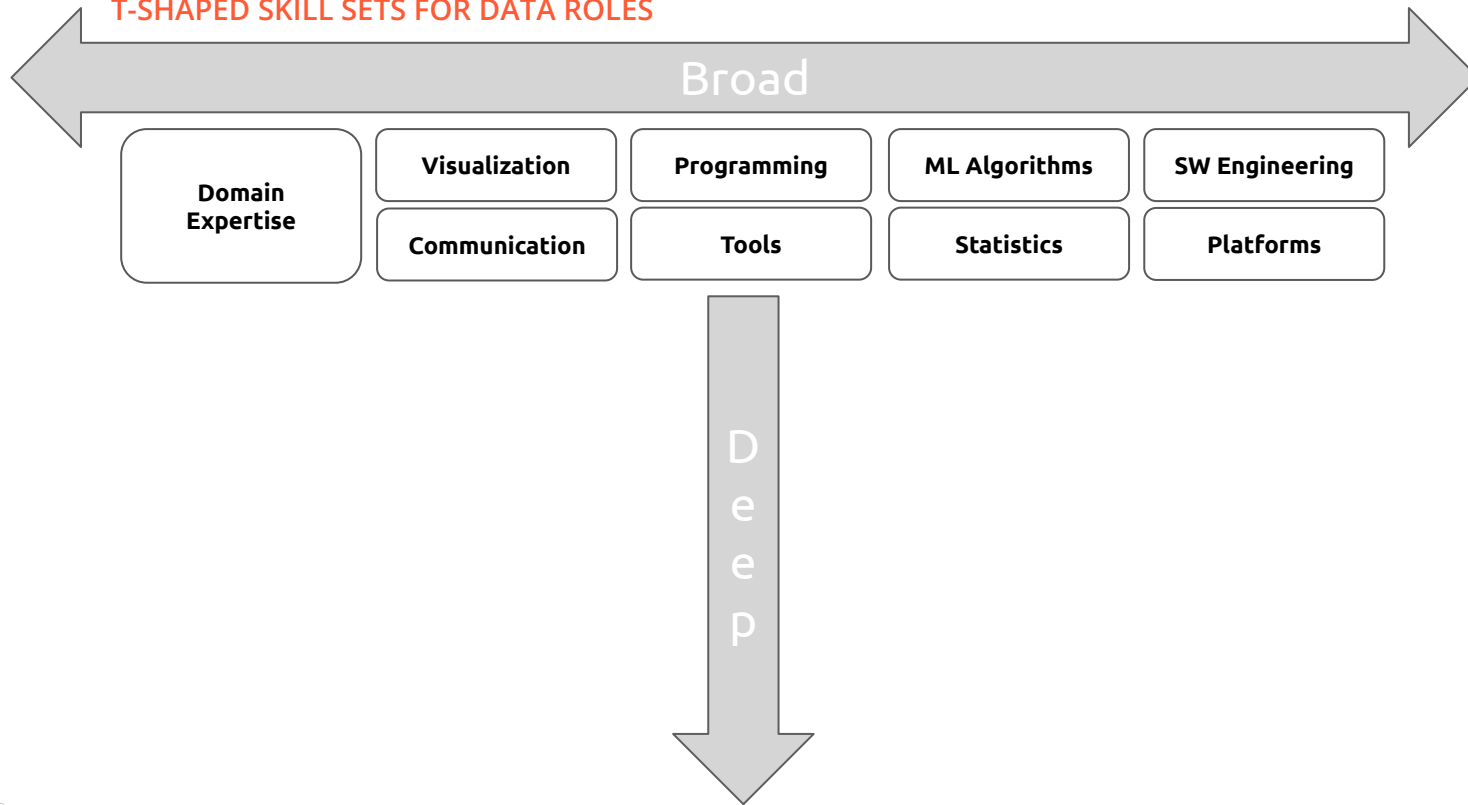 T-SHAPED SKILL SETS FOR DATA ROLES
Broad
Domain
Expertise
Visualization
Communication
Programming
Tools
ML Algorithms
Statistics
SW Engineering
Platforms
D
e
e
p